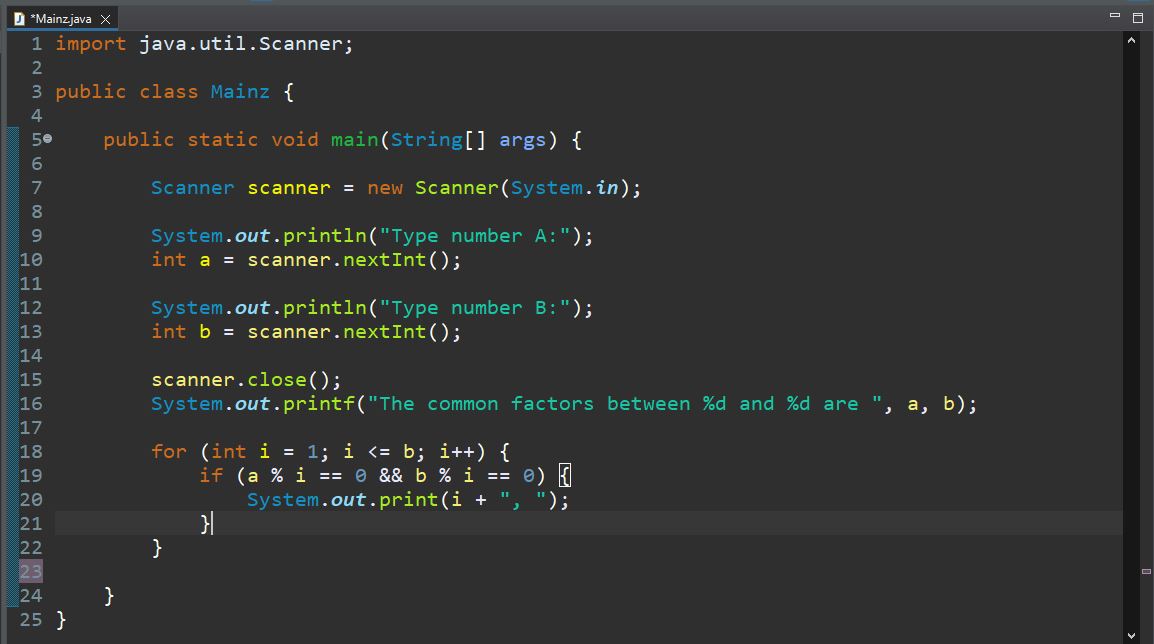 *Mainz.java
1 import java.util.Scanner;
2
3 public class Mainz {
4
5     public static void main(String[] args) {
6
7         Scanner scanner = new Scanner(System.in);
8
9         System.out.println("Type number A:");
10         int a = scanner.nextInt();
11
12         System.out.println("Type number B:");
13         int b = scanner.nextInt();
14
15         scanner.close();
16         System.out.printf("The common factors between %d and %d are ", a, b);
17
18         for (int i = 1; i <= b; i++) {
19             if (a % i == 0 && b % i == 0) {
20                 System.out.print(i + ", ");
21             }
22         }
23
24     }
25 }